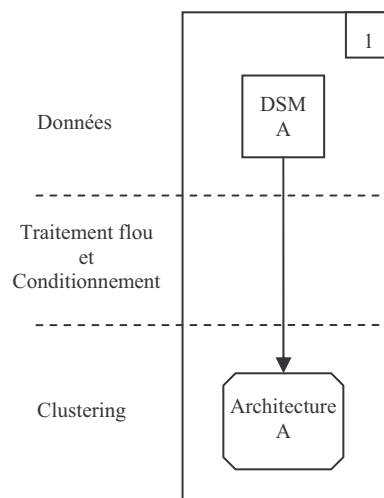 1
DSM
A
Données
Traitement flou
et
Conditionnement
Clustering
Architecture
A